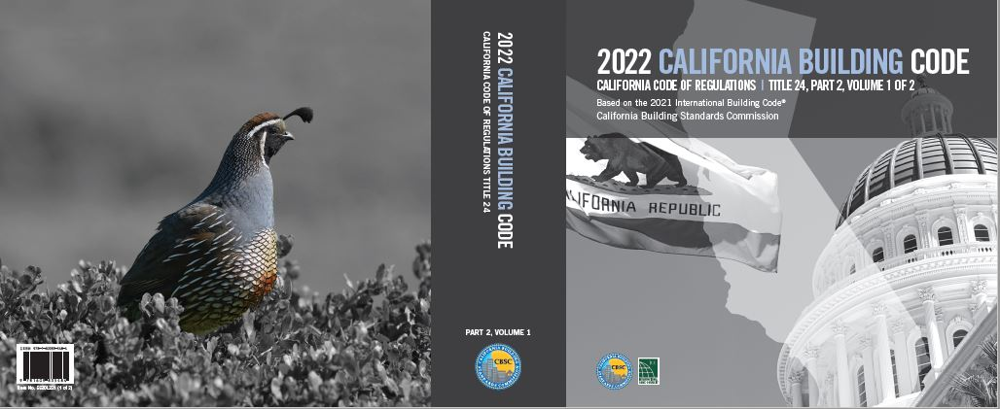 2022 CALIFORNIA BUILDING CODE
CALIFORNIA CODE OF REGULATIONS TITLE 24
PART 2, VOLUME 1
CBSC
2022 CALIFORNIA BUILDING CODE
CALIFORNIA CODE OF REGULATIONS | TITLE 24, PART 2, VOLUME 1 OF 2
Based on the 2021 International Building Code®
California Building Standards Commission
CALIFORNIA REPUBLIC
CBSC